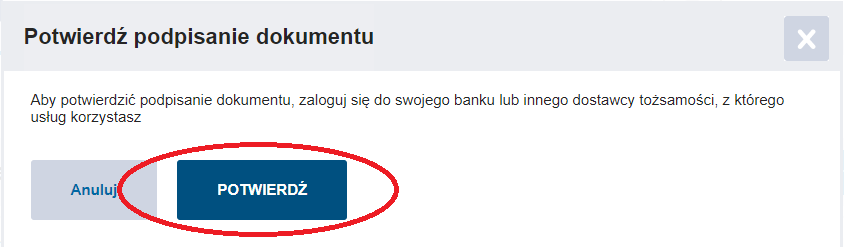 Potwierdź podpisanie dokumentu
Aby potwierdzić podpisanie dokumentu, zaloguj się do swojego banku lub innego dostawcy tożsamości, z którego
usług korzystasz
Anuluj
POTWIERDŹ